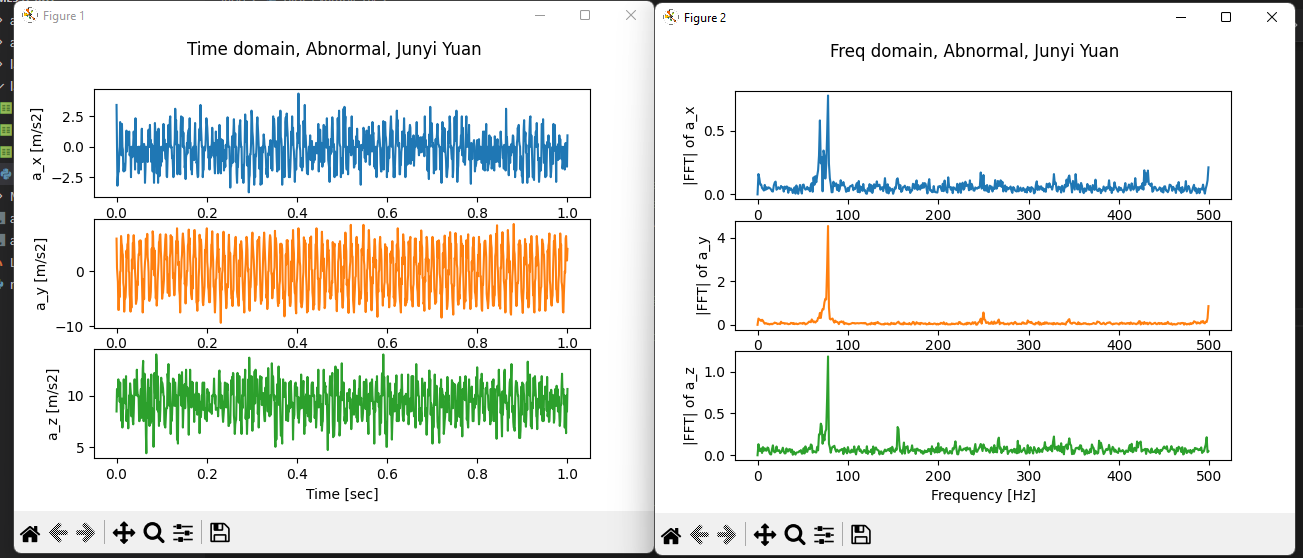 Figure 1
Time domain, Abnormal, Junyi Yuan
a_x [m/s2]
2.5
0.0
−2.5
0.0 0.2 0.4 0.6 0.8 1.0
a_y [m/s2]
0
−10
0.0 0.2 0.4 0.6 0.8 1.0
a_z [m/s2]
10
5
0.0 0.2 0.4 0.6 0.8 1.0
Time [sec]
Figure 2
Freq domain, Abnormal, Junyi Yuan
|FFT| of a_x
0.5
0.0
0 100 200 300 400 500
|FFT| of a_y
4
2
0
0 100 200 300 400 500
|FFT| of a_z
1.0
0.5
0.0
0 100 200 300 400 500
Frequency [Hz]